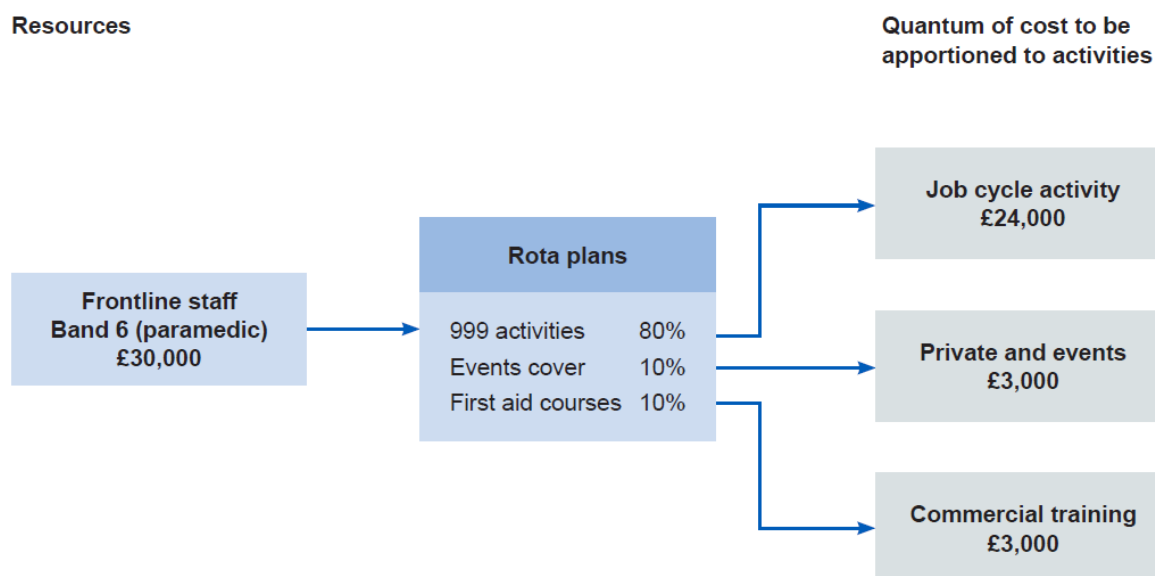 Resources
Quantum of cost to be
apportioned to activities
Frontline staff
Band 6 (paramedic)
£30,000
Rota plans
999 activities 80%
Events cover 10%
First aid courses 10%
Job cycle activity
£24,000
Private and events
£3,000
Commercial training
£3,000